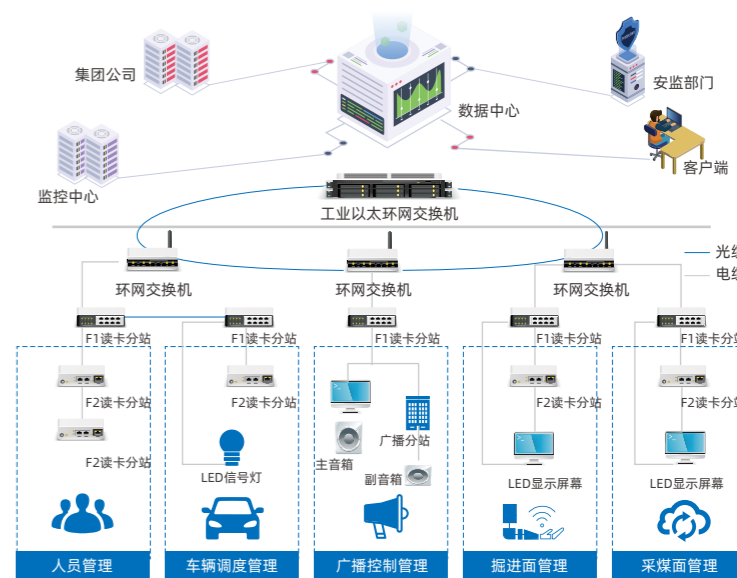 集团公司
安监部门
数据中心
客户端
监控中心
工业以太环网交换机
光
电
环网交换机
环网交换机
环网交换机
F1读卡分站
F1读卡分站
F1读卡分站
F1读卡分站
F1读卡分
F2读卡分站
F2读卡分站
F2读卡分站
F2读卡分
广播分站
F2读卡分站
主音箱
LED信号灯
副音箱
LED显示屏幕
LED显示屏幕
人员管理
车辆调度管理
广播控制管理
掘进面管理
采煤面管理